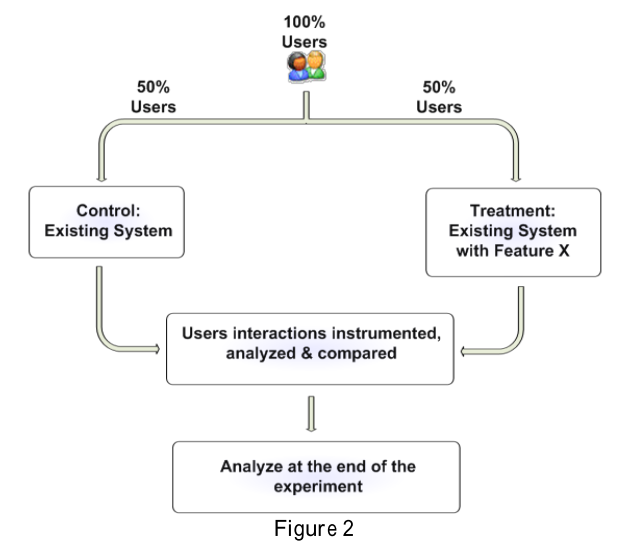 100%
Users
50%
Users
50%
Users
Control:
Existing System
Treatment:
Existing System
with Feature X
Users interactions instrumented,
analyzed & compared
Analyze at the end of the
experiment
Figure 2